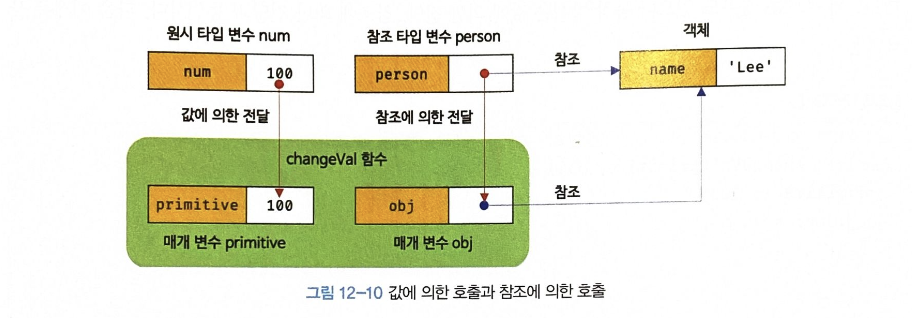 원시 타입 변수 num
참조 타입 변수 person
객체
num
100
person
참조
name
'Lee'
값에 의한 전달
참조에 의한 전달
changeVal 함수
primitive
100
obj
참조
매개 변수 primitive
매개 변수 obj
그림 12-10 값에 의한 호출과 참조에 의한 호출